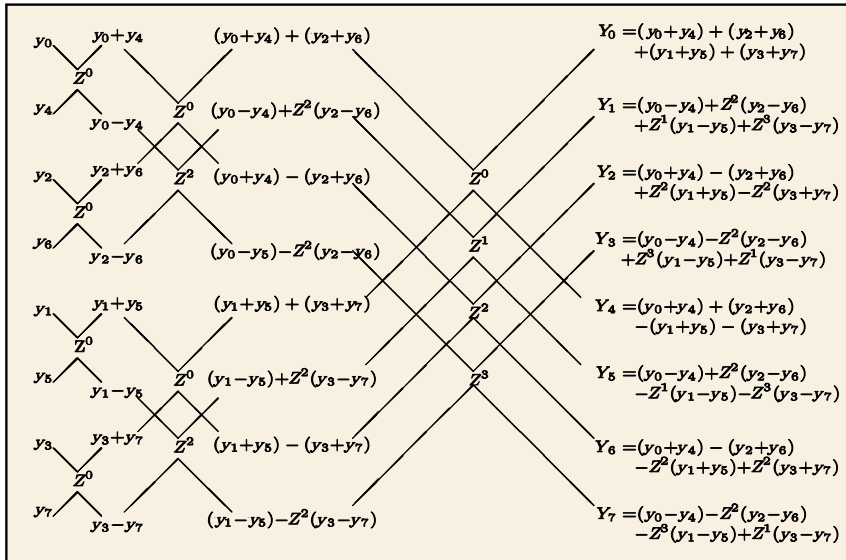 y₀
y₄
y₂
y₆
y₁
y₅
y₃
y₇
Z⁰
Z⁰
Z⁰
Z⁰
y₀+y₄
y₀−y₄
y₂+y₆
y₂−y₆
y₁+y₅
y₁−y₅
y₃+y₇
y₃−y₇
Z⁰
Z²
Z⁰
Z²
(y₀+y₄) + (y₂+y₆)
(y₀−y₄)+Z²(y₂−y₆)
(y₀+y₄) − (y₂+y₆)
(y₀−y₅)−Z²(y₂−y₆)
(y₁+y₅) + (y₃+y₇)
(y₁−y₅)+Z²(y₃−y₇)
(y₁+y₅) − (y₃+y₇)
(y₁−y₅)−Z²(y₃−y₇)
Z⁰
Z¹
Z²
Z³
Y₀ =(y₀+y₄) + (y₂+y₆)
+(y₁+y₅) + (y₃+y₇)
Y₁ =(y₀−y₄)+Z²(y₂−y₆)
+Z¹(y₁−y₅)+Z³(y₃−y₇)
Y₂ =(y₀+y₄) − (y₂+y₆)
+Z²(y₁+y₅)−Z²(y₃+y₇)
Y₃ =(y₀−y₄)−Z²(y₂−y₆)
+Z³(y₁−y₅)+Z¹(y₃−y₇)
Y₄ =(y₀+y₄) + (y₂+y₆)
−(y₁+y₅) − (y₃+y₇)
Y₅ =(y₀−y₄)+Z²(y₂−y₆)
−Z¹(y₁−y₅)−Z³(y₃−y₇)
Y₆ =(y₀+y₄) − (y₂+y₆)
−Z²(y₁+y₅)+Z²(y₃+y₇)
Y₇ =(y₀−y₄)−Z²(y₂−y₆)
−Z³(y₁−y₅)+Z¹(y₃−y₇)